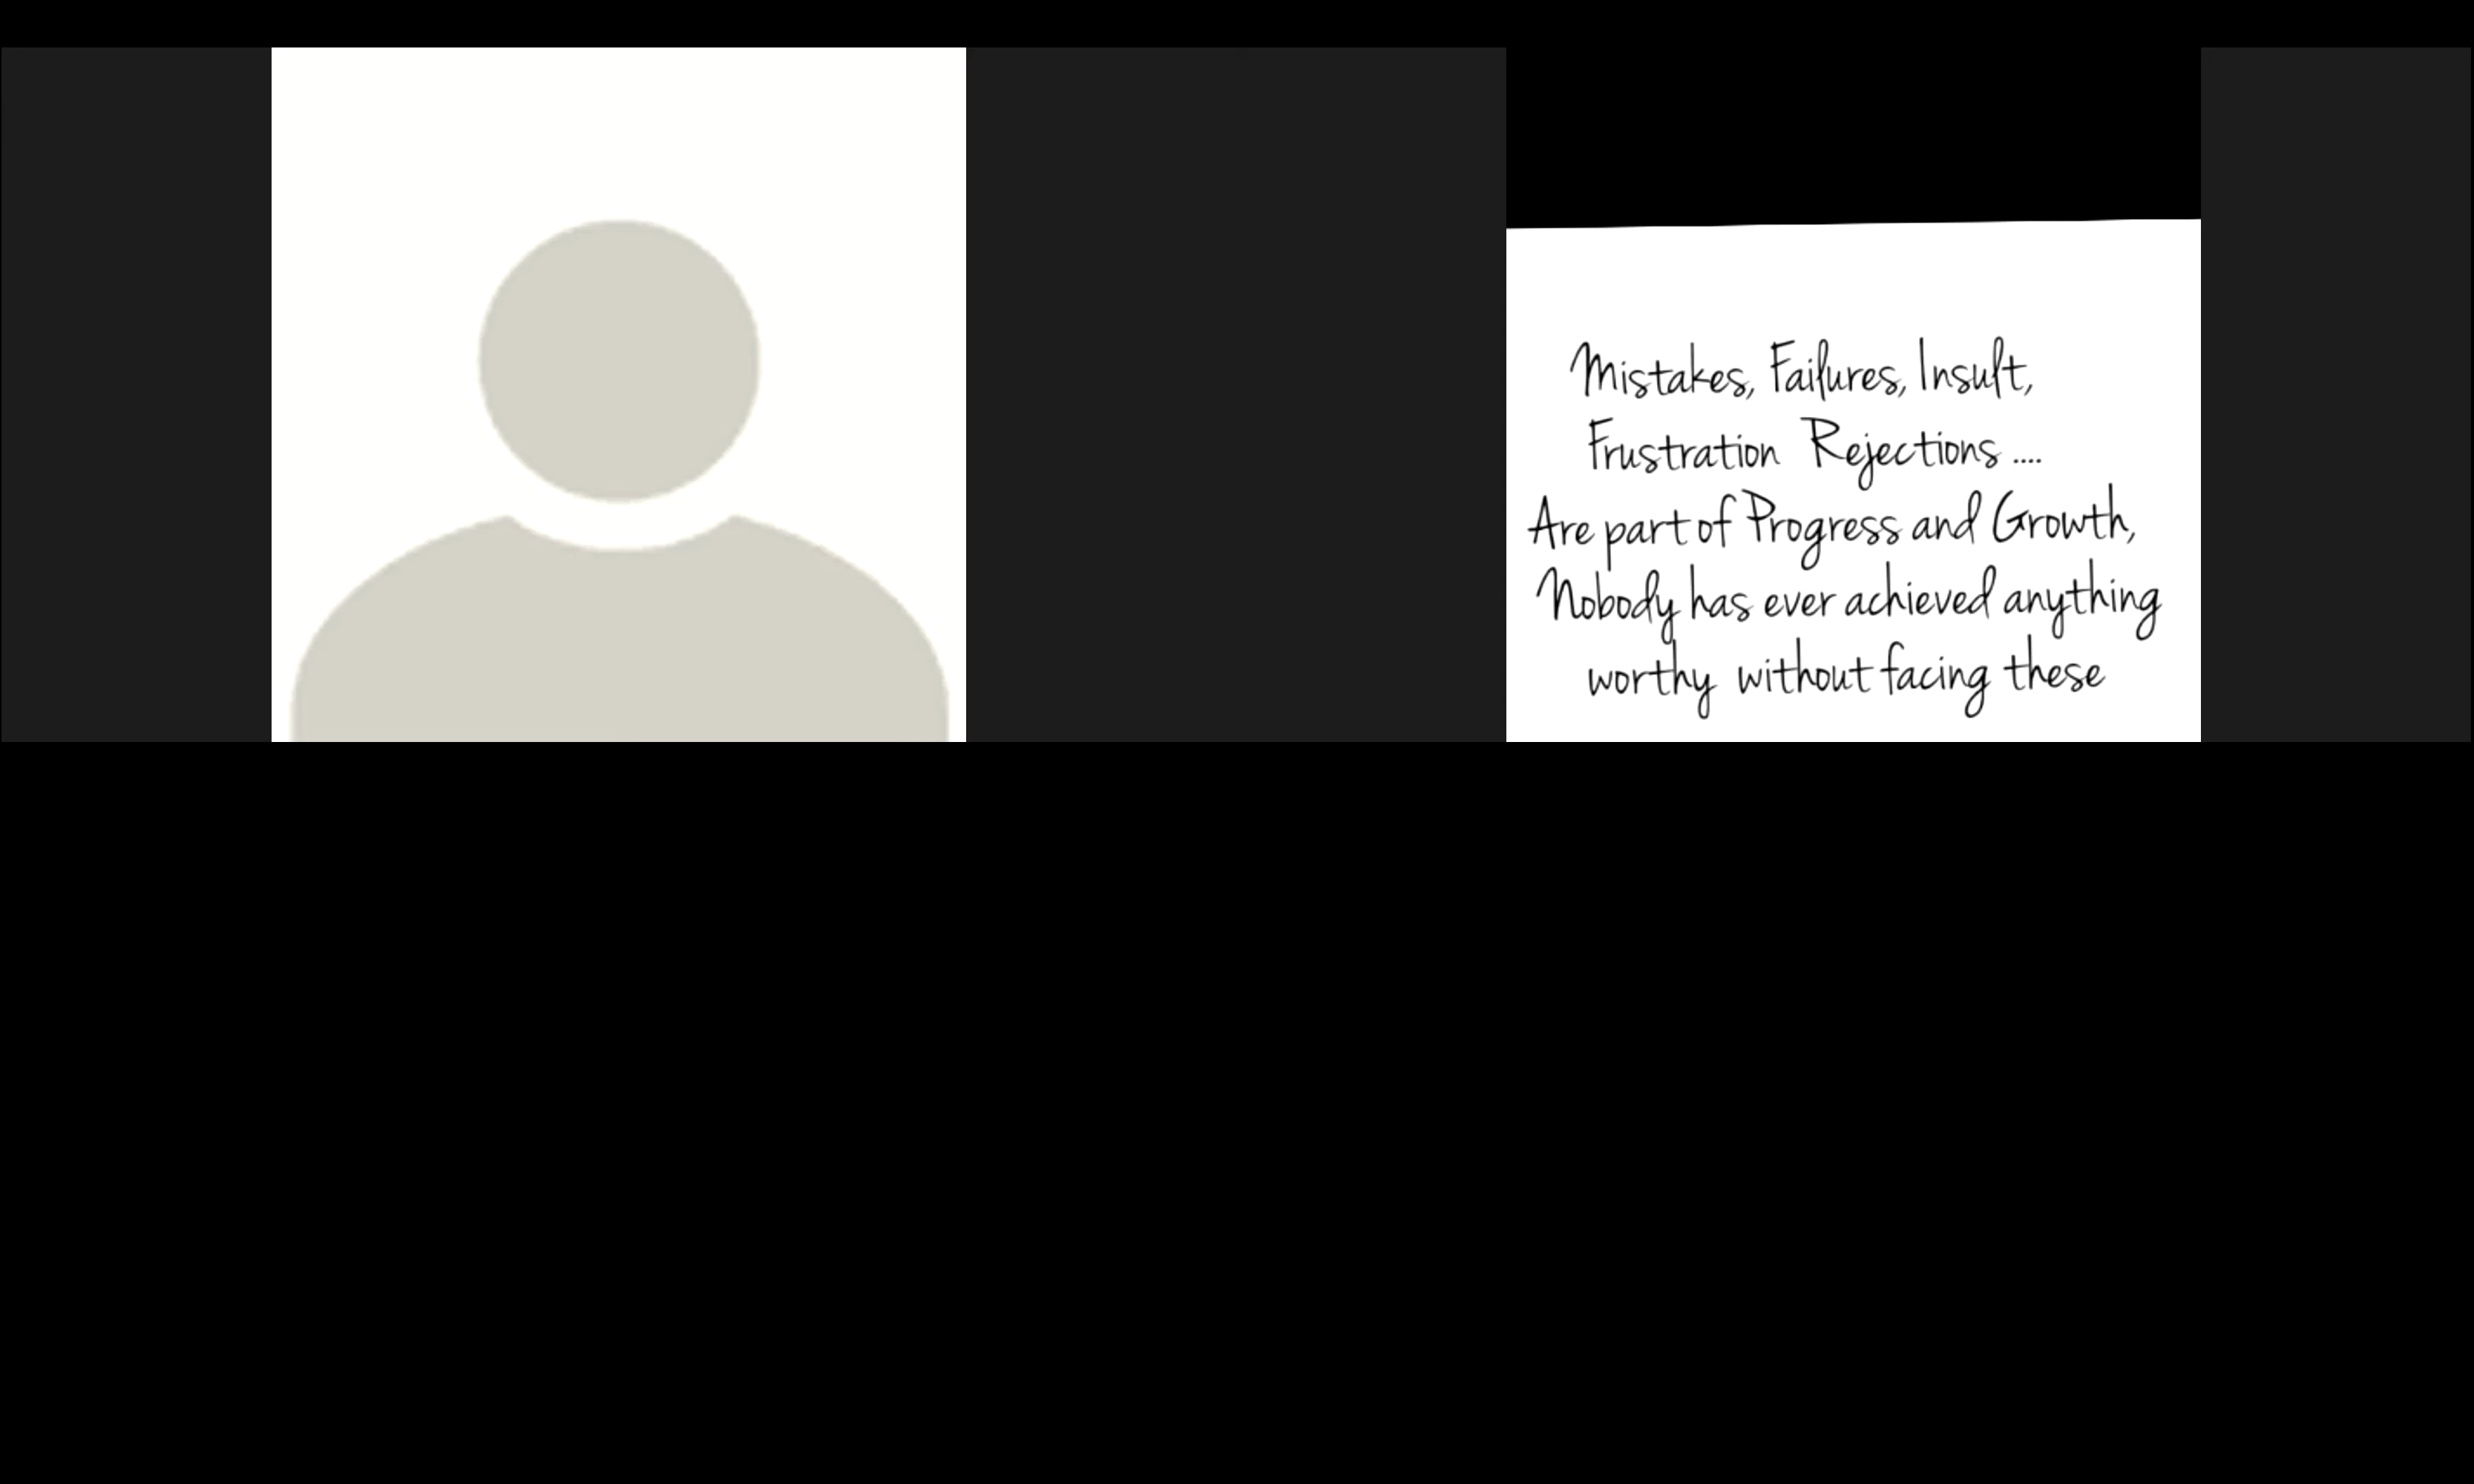 Mistakes, Failures, Insult,
Frustration Rejections ....
Are part of Progress and Growth,
Nobody has ever achieved anything
worthy without facing these